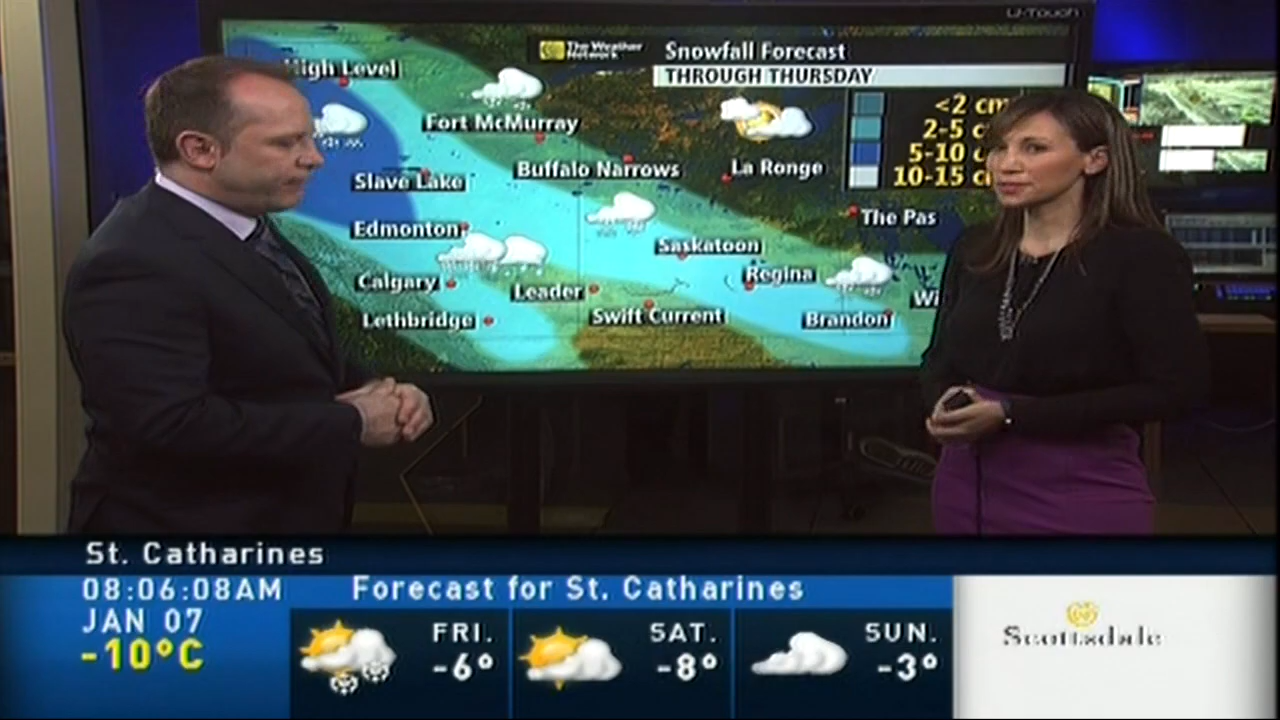 U-Touch
The Weather Network
Snowfall Forecast
THROUGH THURSDAY
High Level
<2 cm
Fort McMurray
2-5
5-10
Buffalo Narrows
La Ronge
Slave Lake
10-15
The Pas
Edmonton
Saskatoon
Calgary
Leader
Regina
Lethbridge
Swift Current
Brandon
St. Catharines
08:06:08AM
Forecast for St. Catharines
JAN 07
-10°C
FRI.
-6°
SAT.
-8°
SUN.
-3°
Scottsdale